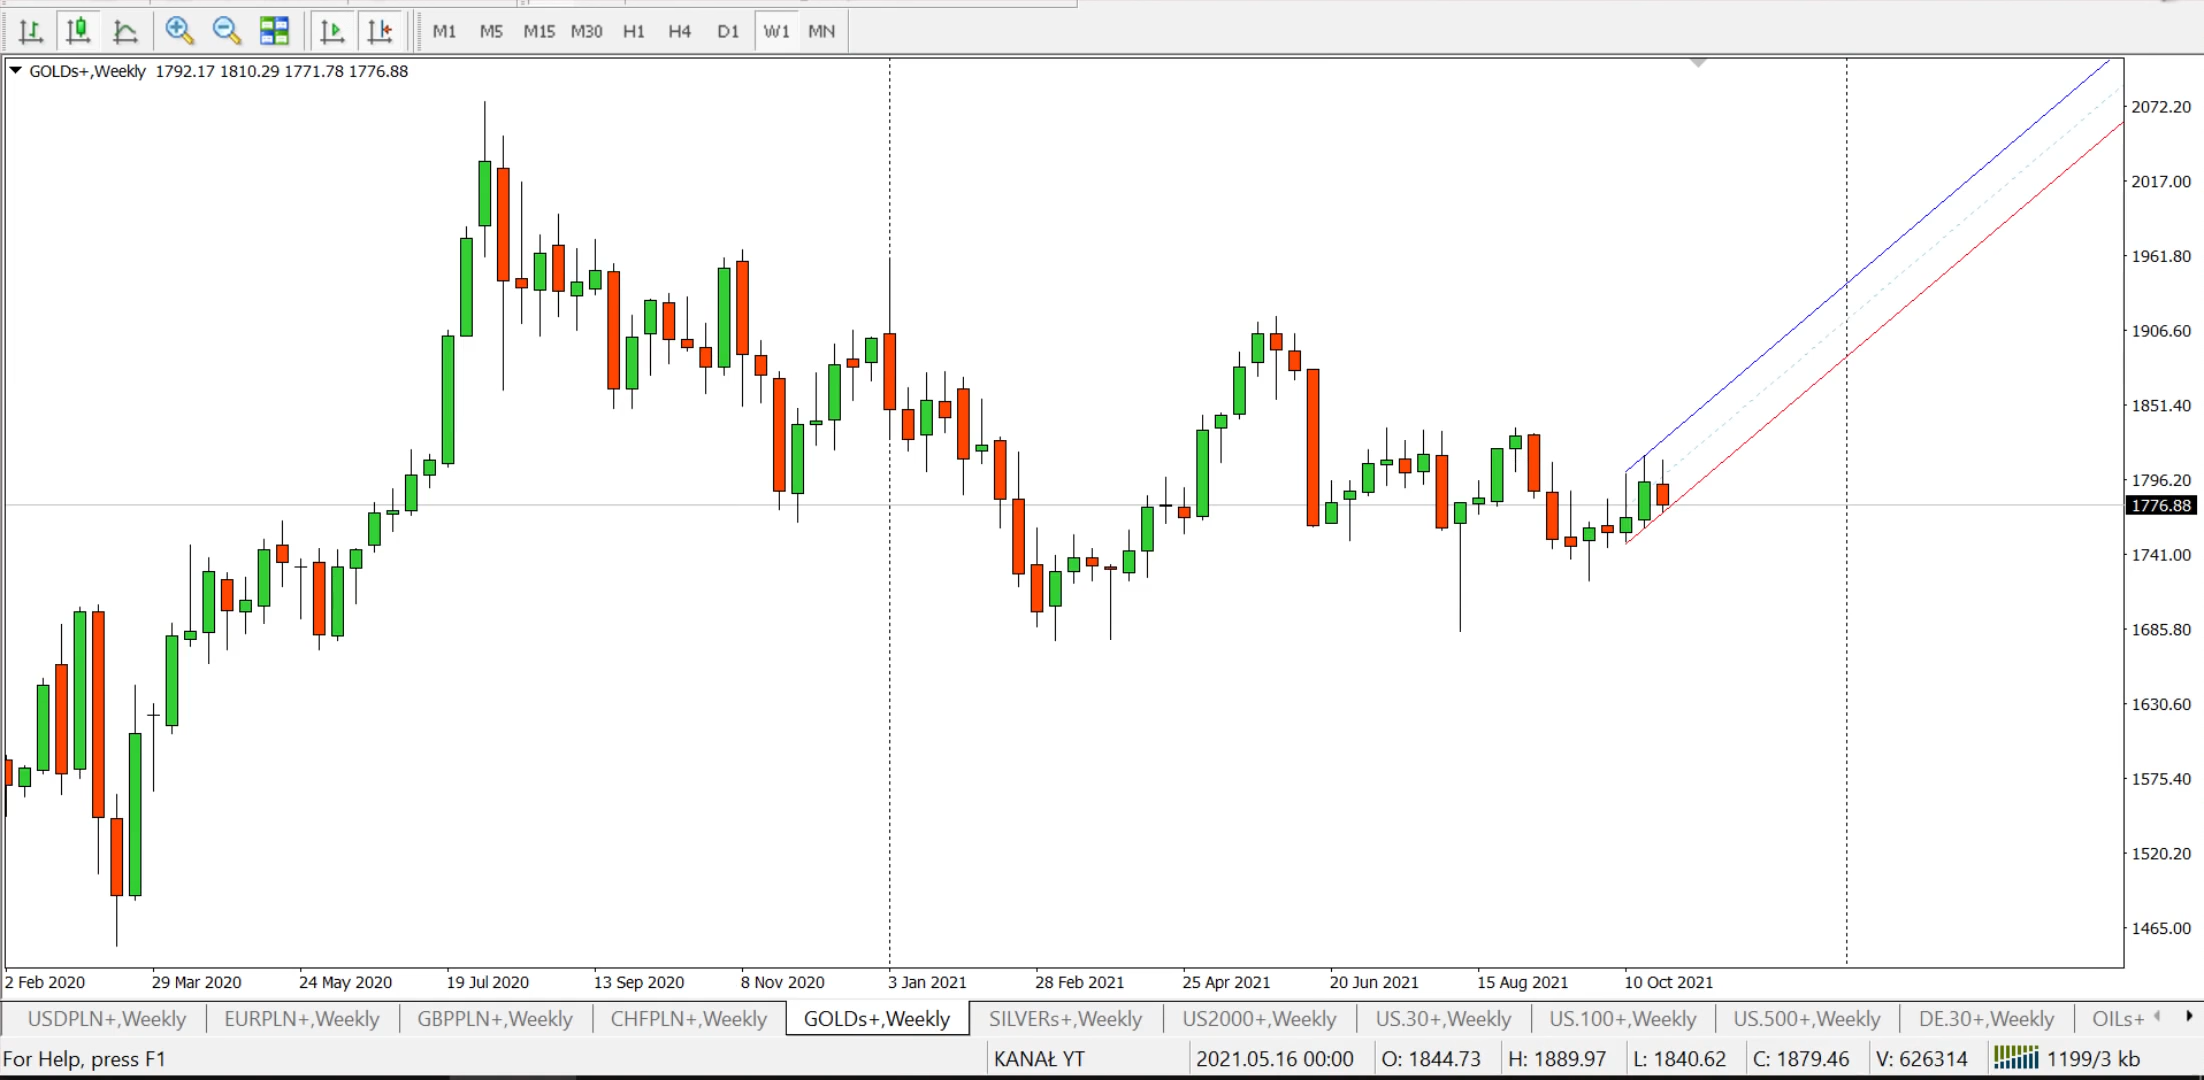 M1 M5 M15 M30 H1 H4 D1 W1 MN
GOLDs+,Weekly 1792.17 1810.29 1771.78 1776.88
2072.20
2017.00
1961.80
1906.60
1851.40
1796.20
1776.88
1741.00
1685.80
1630.60
1575.40
1520.20
1465.00
2 Feb 2020 29 Mar 2020 24 May 2020 19 Jul 2020 13 Sep 2020 8 Nov 2020 3 Jan 2021 28 Feb 2021 25 Apr 2021 20 Jun 2021 15 Aug 2021 10 Oct 2021
USDPLN+,Weekly EURPLN+,Weekly GBPPLN+,Weekly CHFPLN+,Weekly GOLDs+,Weekly SILVERs+,Weekly US2000+,Weekly US.30+,Weekly US.100+,Weekly US.500+,Weekly DE.30+,Weekly OILs+
For Help, press F1 KANAŁ YT 2021.05.16 00:00 O: 1844.73 H: 1889.97 L: 1840.62 C: 1879.46 V: 626314 1199/3 kb